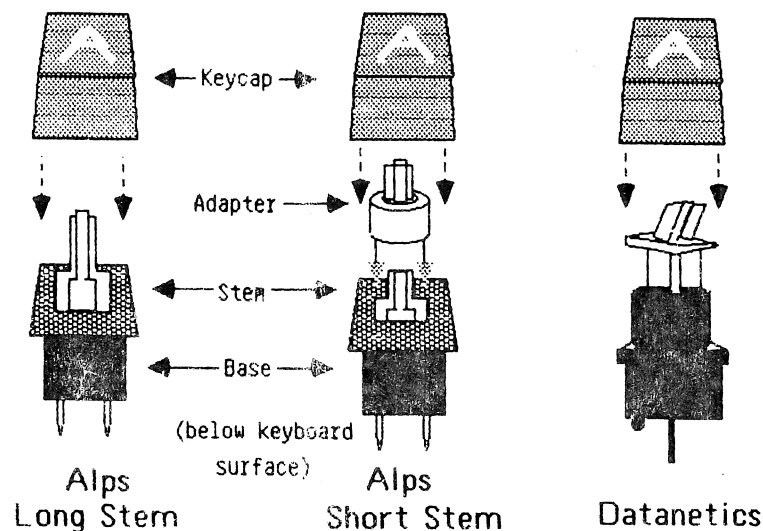 A A A
Keycap
Adapter
Stem
Base
(below keyboard
surface)
Alps
Long Stem
Alps
Short Stem
Datanetics